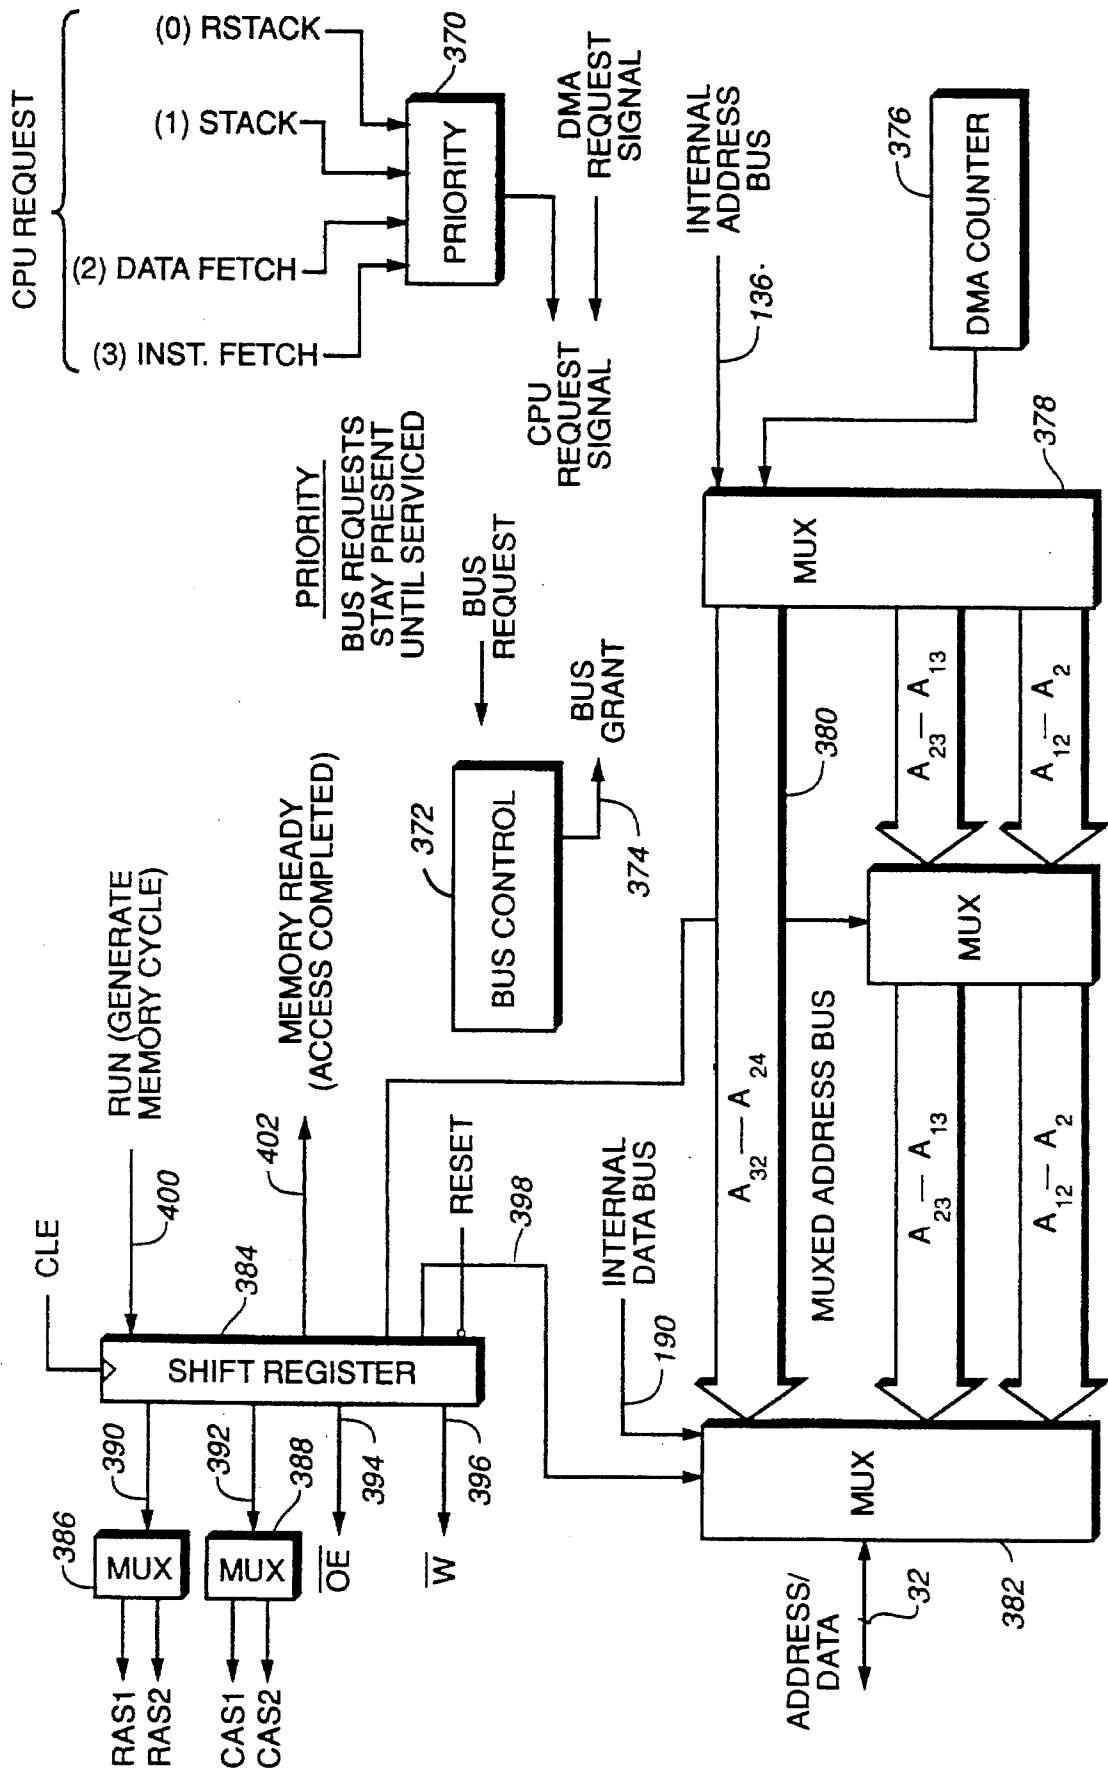 CPU REQUEST
(0) RSTACK
(1) STACK
(2) DATA FETCH
(3) INST. FETCH
370
PRIORITY
DMA
REQUEST
SIGNAL
CPU
REQUEST
SIGNAL
PRIORITY
BUS REQUESTS
STAY PRESENT
UNTIL SERVICED
BUS
REQUEST
BUS
GRANT
374
372
BUS CONTROL
RUN (GENERATE
MEMORY CYCLE)
400
MEMORY READY
(ACCESS COMPLETED)
402
CLE
384
SHIFT REGISTER
RESET
398
390
386
MUX
RAS1
RAS2
392
388
MUX
CAS1
CAS2
394
OE
396
W
INTERNAL
ADDRESS
BUS
136
376
DMA COUNTER
378
MUX
380
A32 — A24
A23 — A13
A12 — A2
MUX
MUXED ADDRESS BUS
A23 — A13
A12 — A2
INTERNAL
DATA BUS
190
MUX
382
32
ADDRESS/
DATA